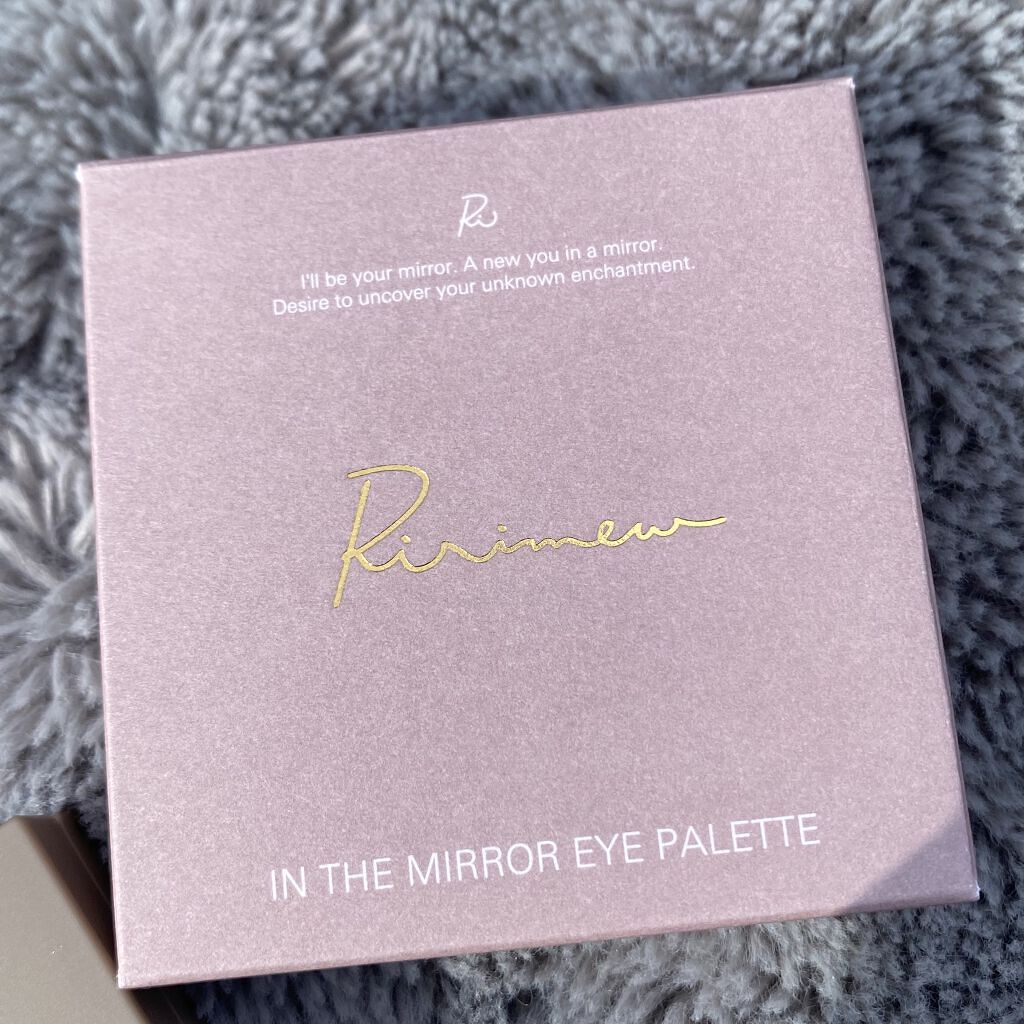 Ri
I'll be your mirror. A new you in a mirror.
Desire to uncover your unknown enchantment.
Ririmew
IN THE MIRROR EYE PALETTE